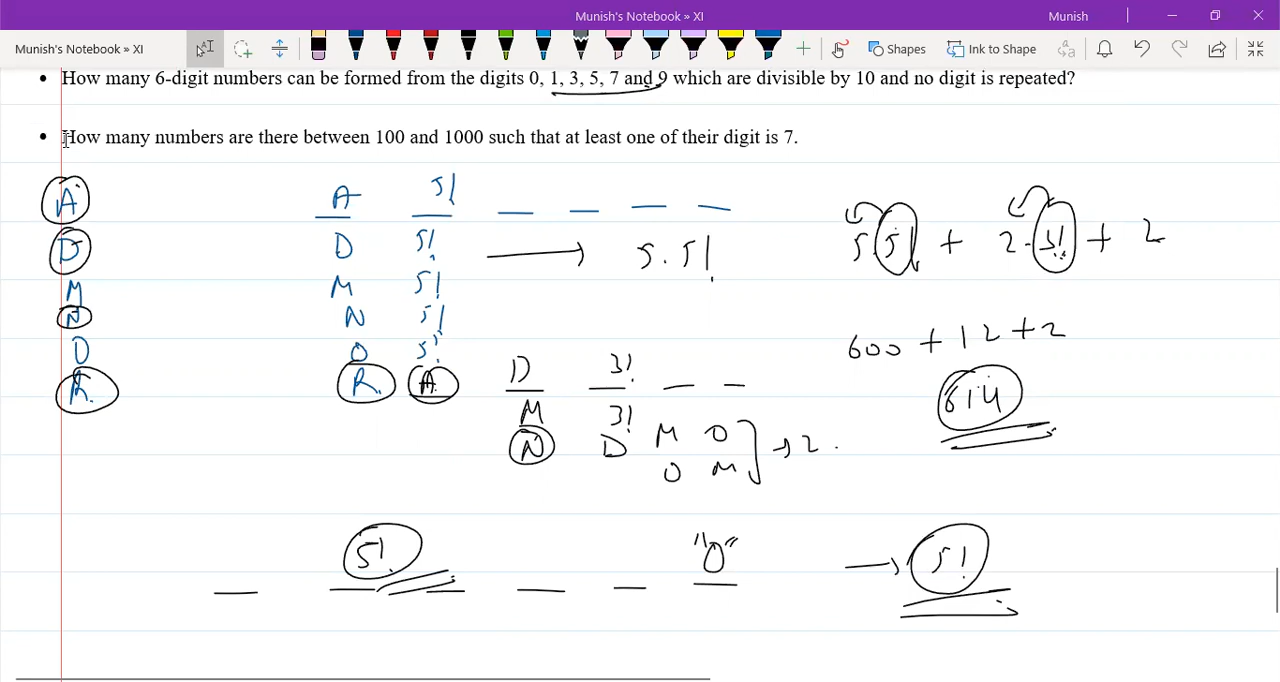 Munish's Notebook » XI
Munish
Munish's Notebook » XI
Shapes
Ink to Shape
• How many 6-digit numbers can be formed from the digits 0, 1, 3, 5, 7 and 9 which are divisible by 10 and no digit is repeated?
• How many numbers are there between 100 and 1000 such that at least one of their digit is 7.
A A 5!
D D 5! → 5.5! 5.5! + 2.3! + 2
M M 5!
N N 5!
O O 5! 600 + 12 + 2
R R. A. D 3! 614
M 3!
N D M O → 2.
O M
5! "0" → 5!